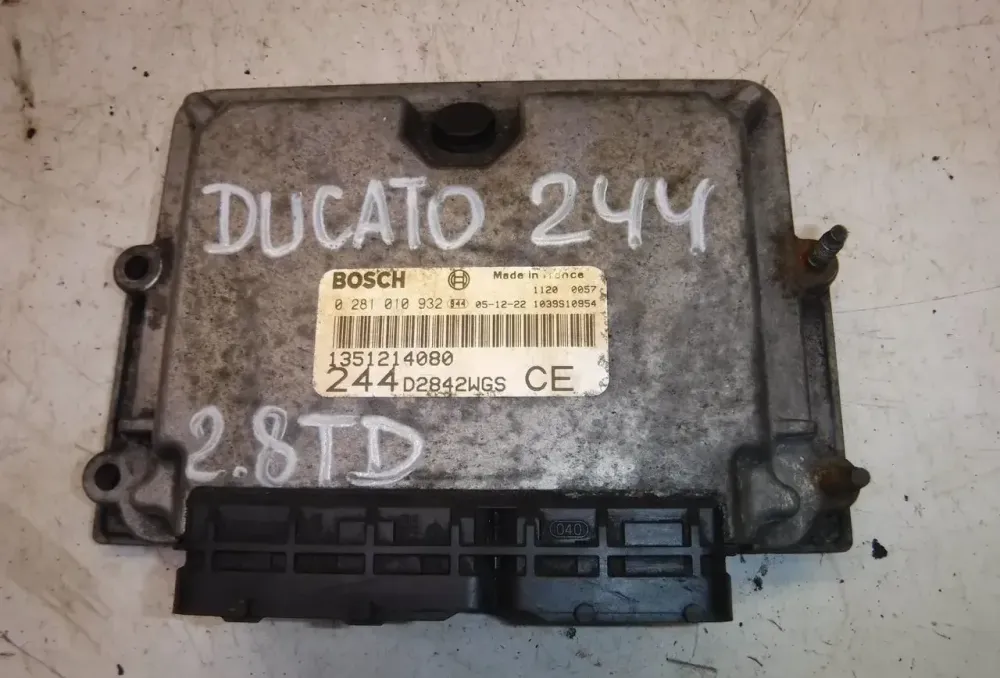 DUCATO 244
BOSCH Made in France
1120 0057
0 281 010 932 05-12-22 1039S10954
1351214080
244 D2842WGS CE
2.8TD
040